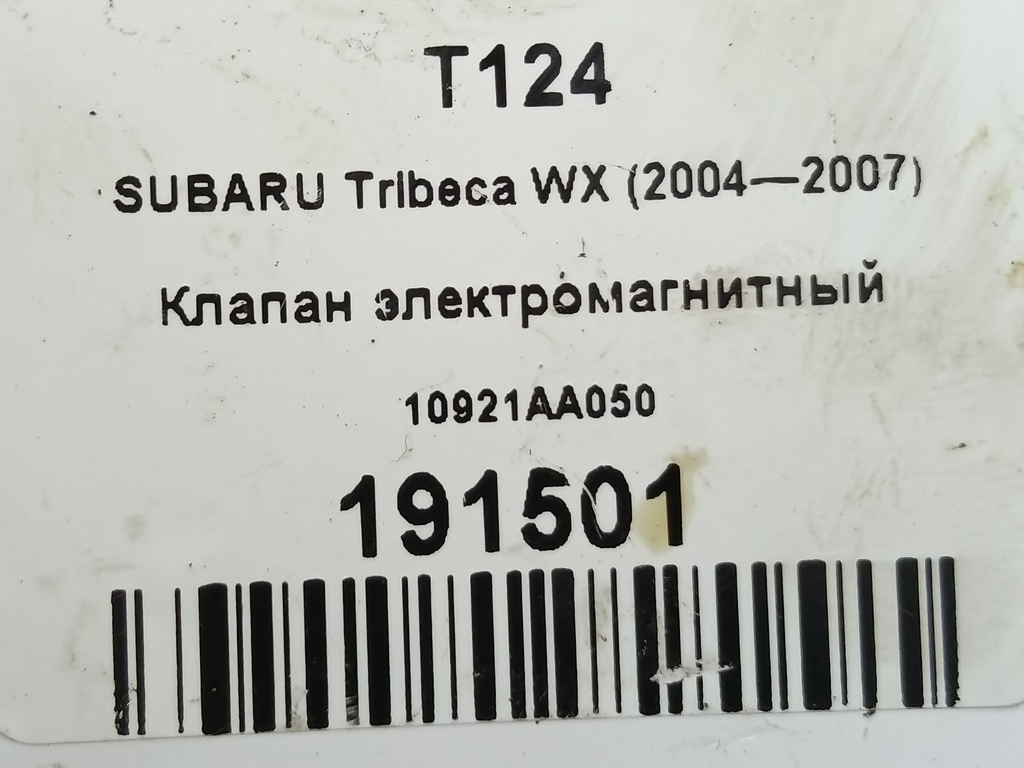 T124
SUBARU Tribeca WX (2004—2007)
Клапан электромагнитный
10921AA050
191501